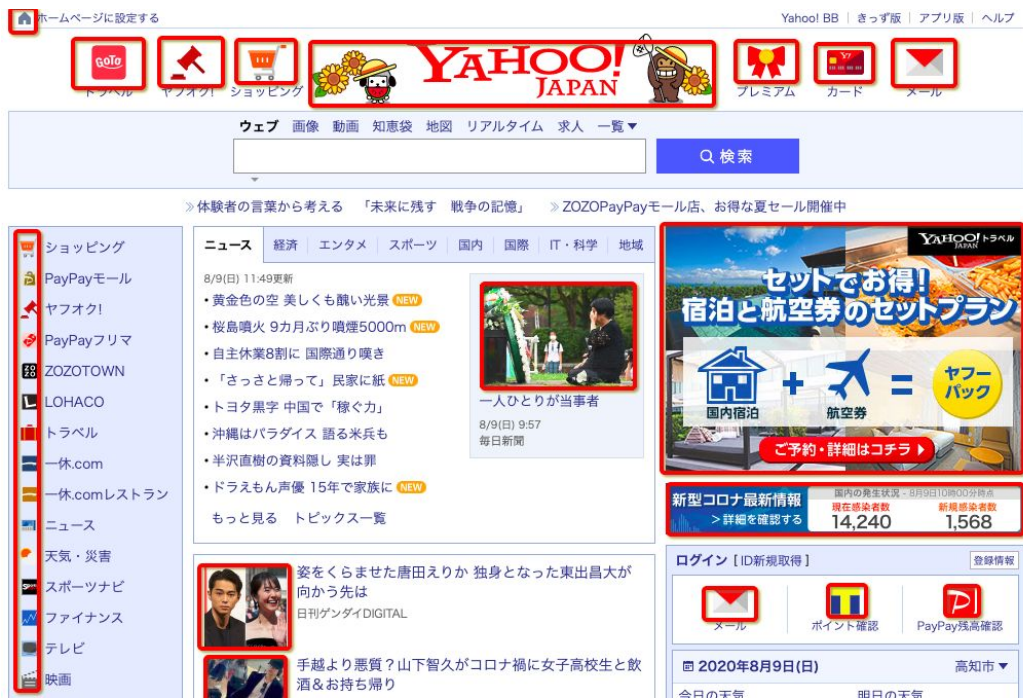 ホームページに設定する
Yahoo! BB きっず版 アプリ版 ヘルプ
GOTO
YAHOO!
JAPAN
Y7
トラベル ヤフオク! ショッピング プレミアム カード メール
ウェブ 画像 動画 知恵袋 地図 リアルタイム 求人 一覧▼
検索
≫体験者の言葉から考える 「未来に残す 戦争の記憶」 ≫ZOZOPayPayモール店、お得な夏セール開催中
ショッピング
PayPayモール
ヤフオク!
PayPayフリマ
ZOZOTOWN
LOHACO
トラベル
一休.com
一休.comレストラン
ニュース
天気・災害
スポーツナビ
ファイナンス
テレビ
映画
ニュース 経済 エンタメ スポーツ 国内 国際 IT・科学 地域
8/9(日) 11:49更新
・黄金色の空 美しくも醜い光景 NEW
・桜島噴火 9カ月ぶり噴煙5000m NEW
・自主休業8割に 国際通り嘆き
・「さっさと帰って」民家に紙 NEW
・トヨタ黒字 中国で「稼ぐ力」
・沖縄はパラダイス 語る米兵も
・半沢直樹の資料隠し 実は罪
・ドラえもん声優 15年で家族に NEW
もっと見る トピックス一覧
一人ひとりが当事者
8/9(日) 9:57
毎日新聞
姿をくらませた唐田えりか 独身となった東出昌大が
向かう先は
日刊ゲンダイDIGITAL
手越より悪質?山下智久がコロナ禍に女子高校生と飲
酒&お持ち帰り
YAHOO! JAPAN トラベル
セットでお得!
宿泊と航空券のセットプラン
国内宿泊 + 航空券 = ヤフーパック
ご予約・詳細はコチラ
新型コロナ最新情報
>詳細を確認する
国内の発生状況 - 8月9日10時00分時点
現在感染者数 新規感染者数
14,240 1,568
ログイン [ID新規取得] 登録情報
メール ポイント確認 PayPay残高確認
2020年8月9日(日) 高知市▼
今日の天気 明日の天気